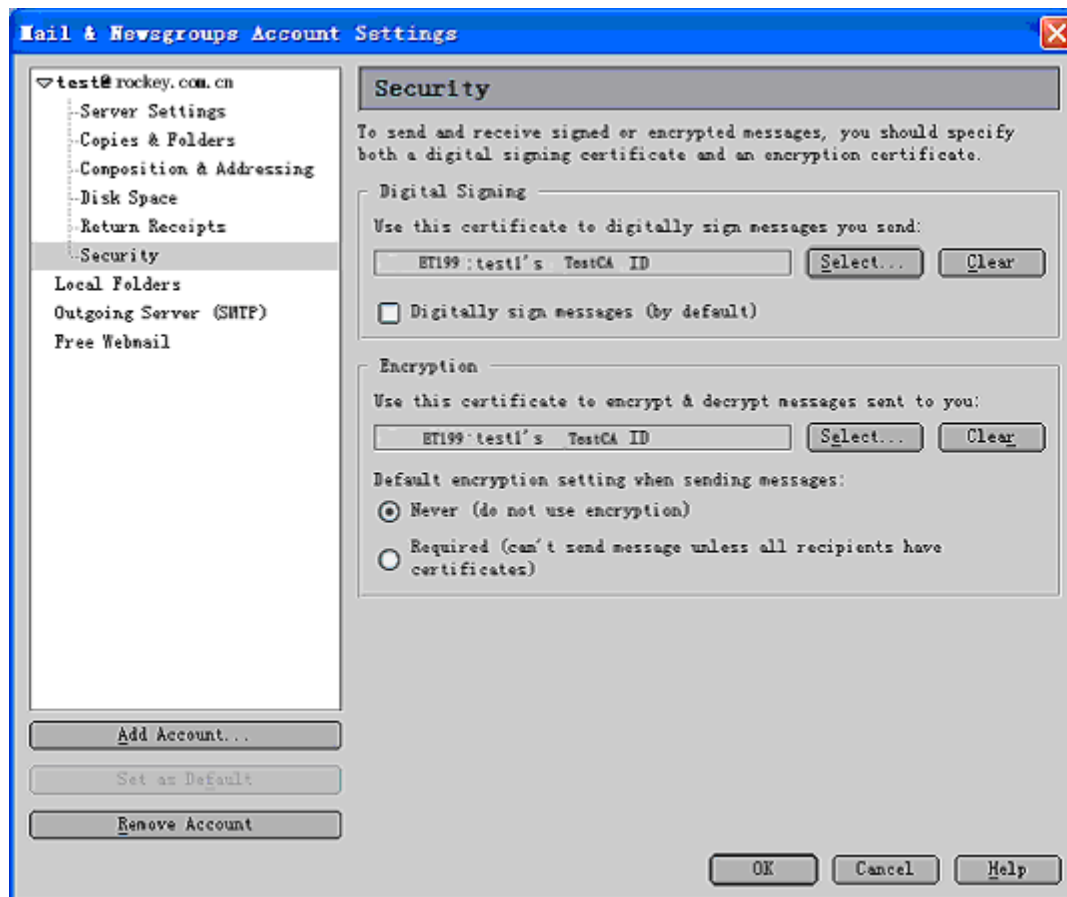 Mail & Newsgroups Account Settings
test@rockey.com.cn
Server Settings
Copies & Folders
Composition & Addressing
Disk Space
Return Receipts
Security
Local Folders
Outgoing Server (SMTP)
Free Webmail
Add Account...
Set as Default
Remove Account
Security
To send and receive signed or encrypted messages, you should specify
both a digital signing certificate and an encryption certificate.
Digital Signing
Use this certificate to digitally sign messages you send:
ET199:test1's TestCA ID
Select...
Clear
Digitally sign messages (by default)
Encryption
Use this certificate to encrypt & decrypt messages sent to you:
ET199:test1's TestCA ID
Select...
Clear
Default encryption setting when sending messages:
Never (do not use encryption)
Required (can't send message unless all recipients have
certificates)
OK
Cancel
Help